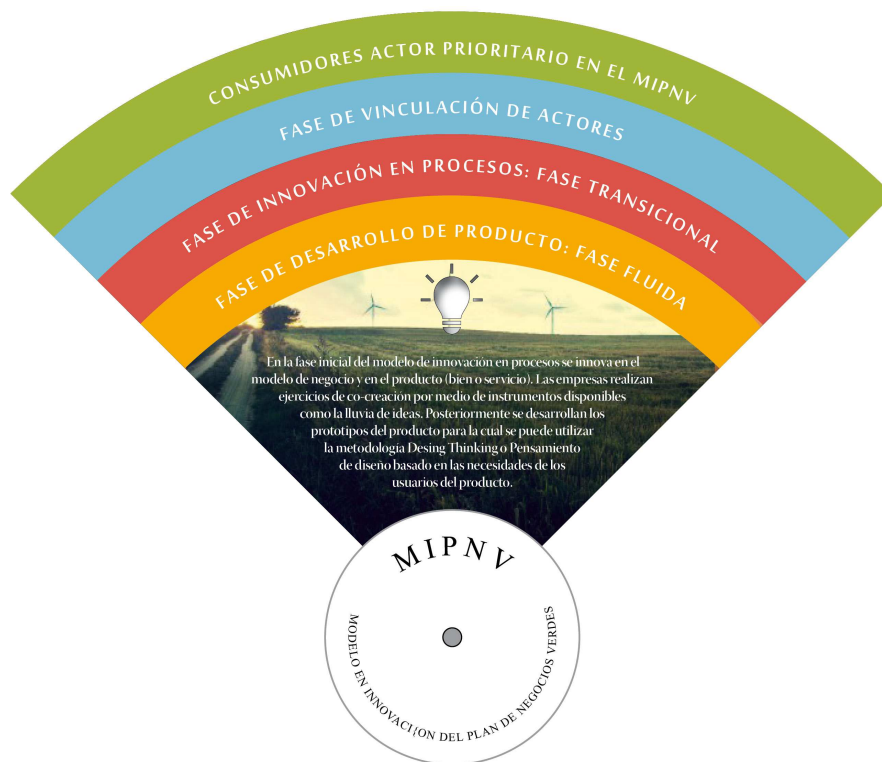 CONSUMIDORES ACTOR PRIORITARIO EN EL MIPNV
FASE DE VINCULACIÓN DE ACTORES
FASE DE INNOVACIÓN EN PROCESOS: FASE TRANSICIONAL
FASE DE DESARROLLO DE PRODUCTO: FASE FLUIDA
En la fase inicial del modelo de innovación en procesos se innova en el
modelo de negocio y en el producto (bien o servicio). Las empresas realizan
ejercicios de co-creación por medio de instrumentos disponibles
como la lluvia de ideas. Posteriormente se desarrollan los
prototipos del producto para la cual se puede utilizar
la metodología Desing Thinking o Pensamiento
de diseño basado en las necesidades de los
usuarios del producto.
MIPNV
MODELO EN INNOVACI{ON DEL PLAN DE NEGOCIOS VERDES